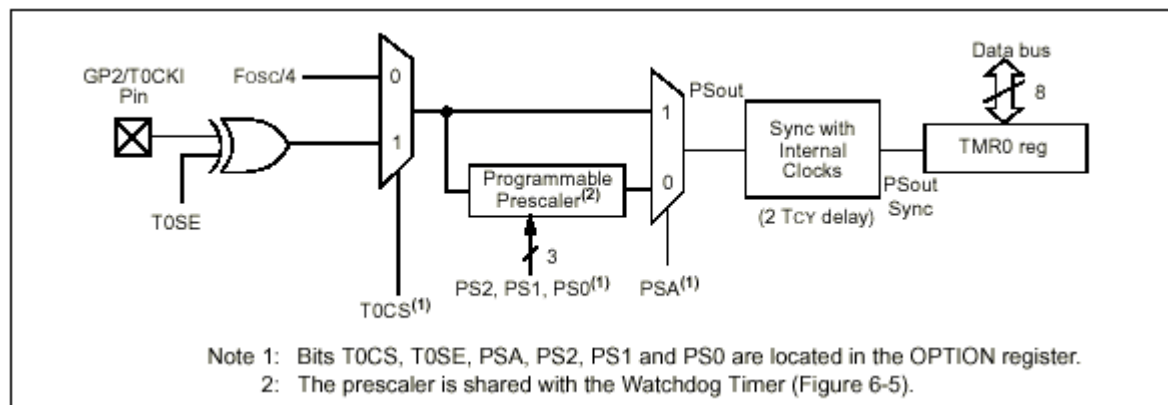 Data bus
GP2/T0CKI
Pin
FOSC/4
0
1
T0SE
T0CS(1)
Programmable
Prescaler(2)
3
PS2, PS1, PS0(1)
1
0
PSA(1)
PSout
Sync with
Internal
Clocks
(2 TCY delay)
PSout
Sync
8
TMR0 reg
Note 1: Bits T0CS, T0SE, PSA, PS2, PS1 and PS0 are located in the OPTION register.
2: The prescaler is shared with the Watchdog Timer (Figure 6-5).